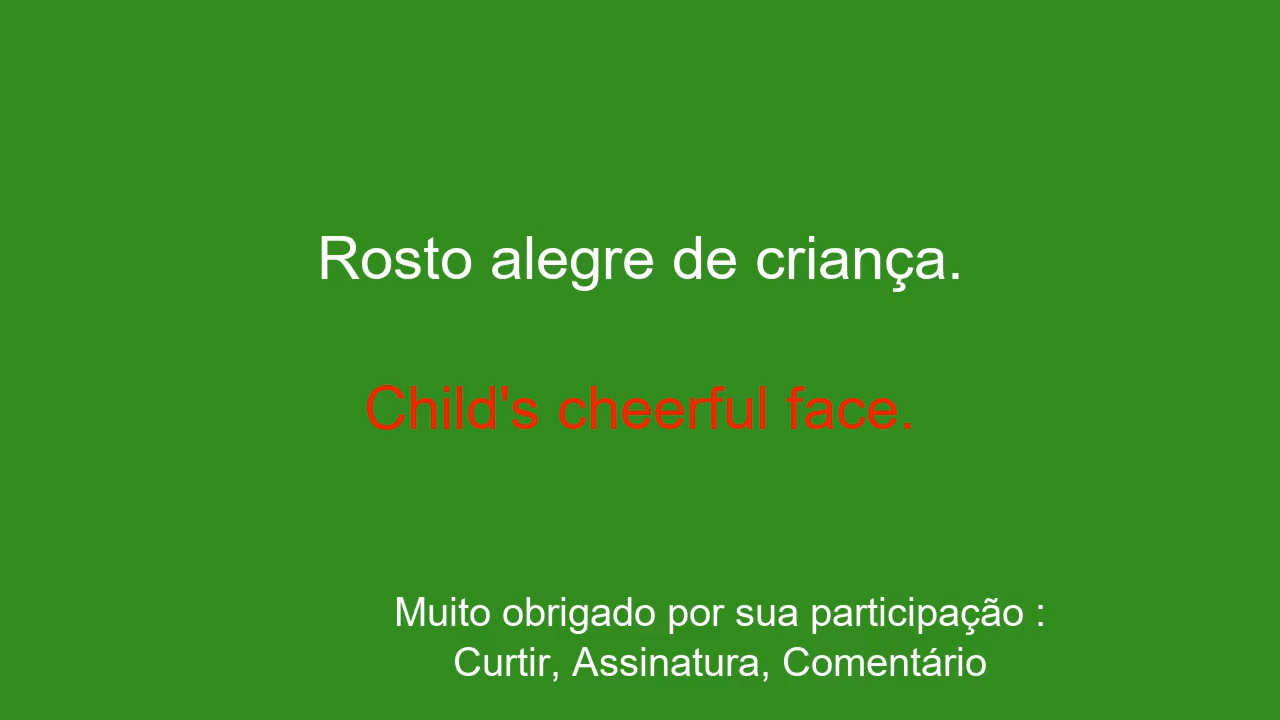 Rosto alegre de criança.
Child's cheerful face.
Muito obrigado por sua participação :
Curtir, Assinatura, Comentário